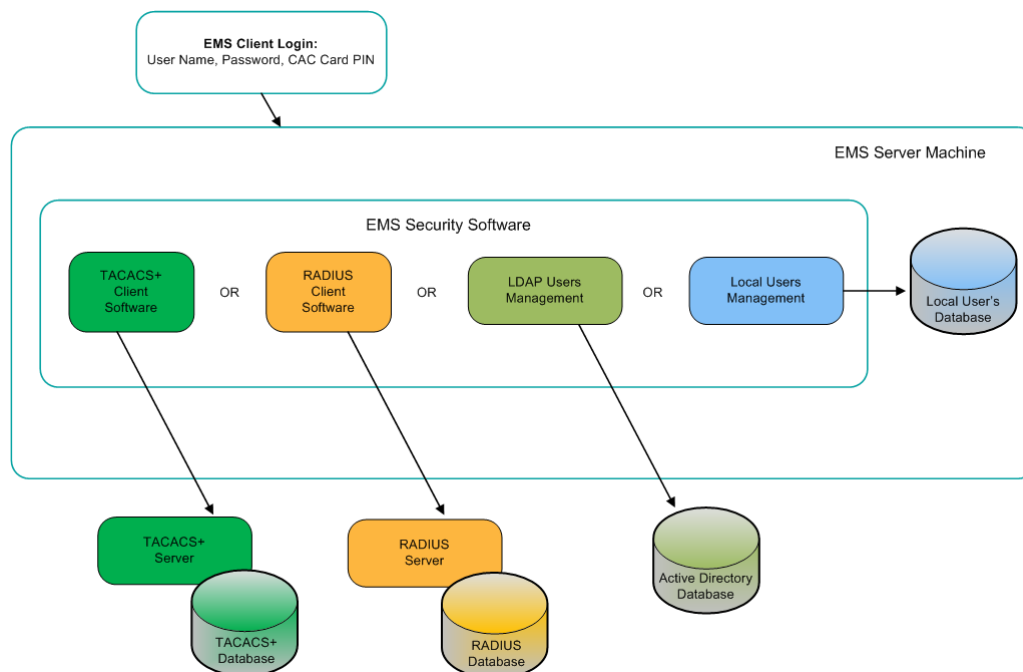 EMS Client Login:
User Name, Password, CAC Card PIN
EMS Server Machine
EMS Security Software
TACACS+
Client
Software
OR
RADIUS
Client
Software
OR
LDAP Users
Management
OR
Local Users
Management
Local User's
Database
TACACS+
Server
TACACS+
Database
RADIUS
Server
RADIUS
Database
Active Directory
Database